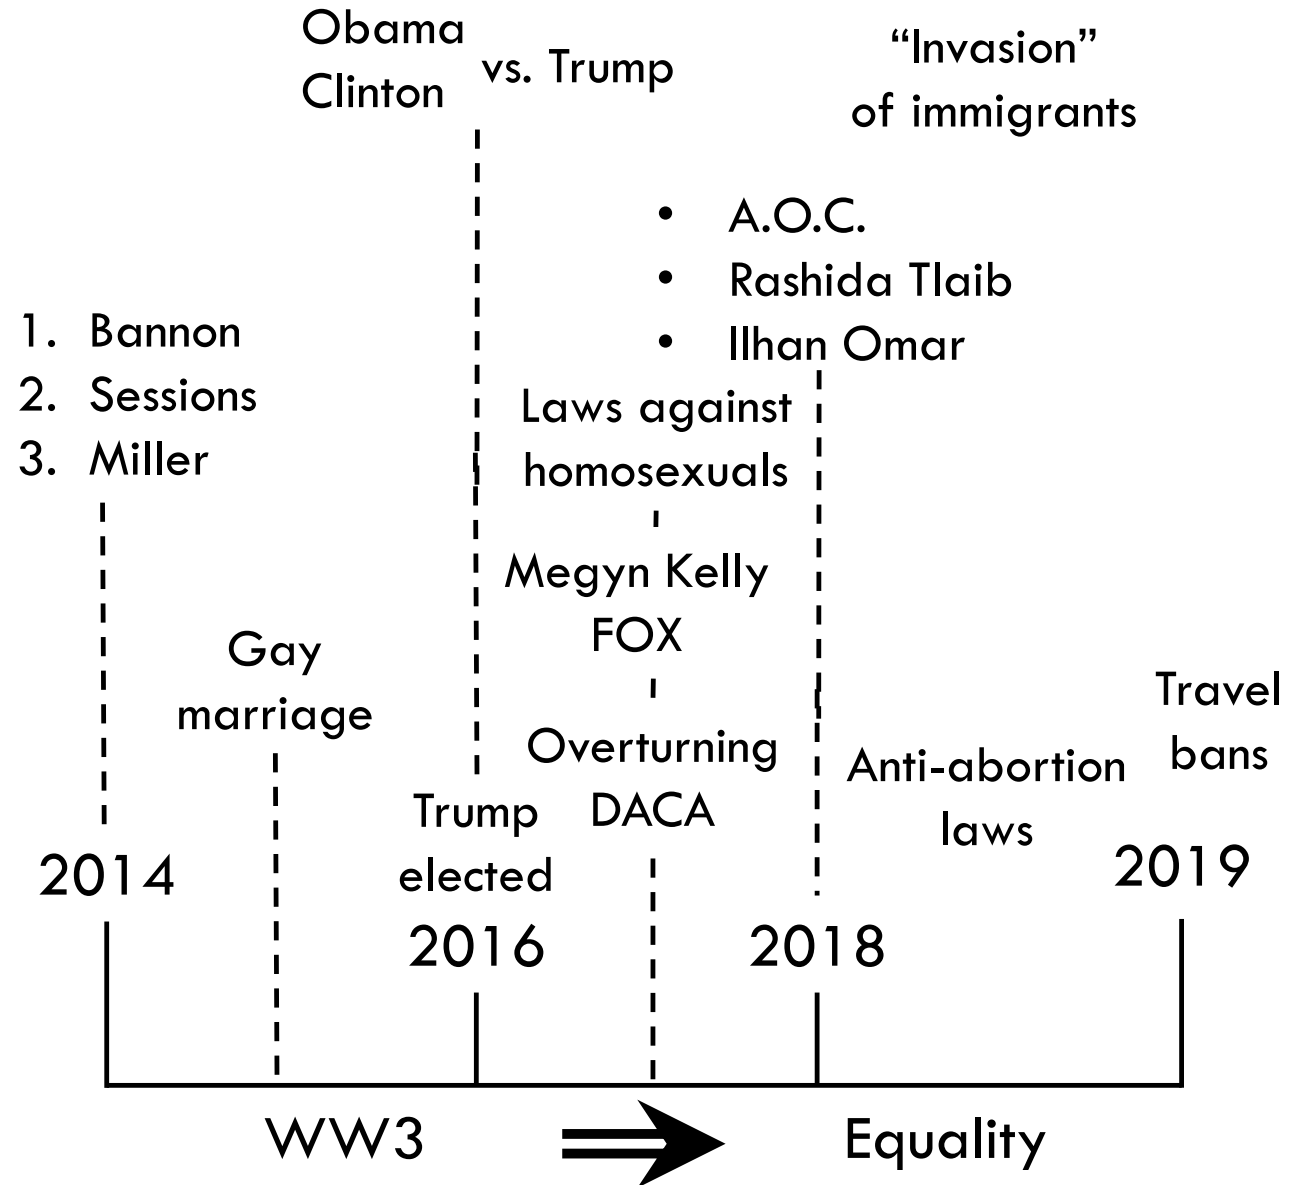 Obama
Clinton
vs. Trump
“Invasion”
of immigrants
• A.O.C.
• Rashida Tlaib
• Ilhan Omar
1. Bannon
2. Sessions
3. Miller
Laws against
homosexuals
Megyn Kelly
FOX
Gay
marriage
Overturning
DACA
Travel
bans
Anti-abortion
laws
Trump
elected
2014
2016
2018
2019
WW3
Equality